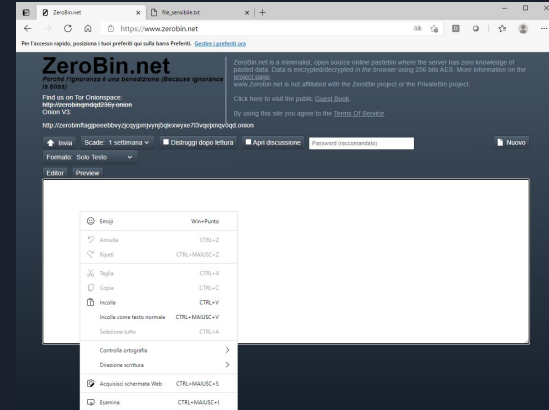 ZeroBin.net
file_sensibile.txt
https://www.zerobin.net
Per l'accesso rapido, posiziona i tuoi preferiti qui sulla barra Preferiti. Gestisci i preferiti ora
ZeroBin.net
Perché l'ignoranza è una benedizione (Because ignorance is bliss)
Find us on Tor Onionspace:
Onion V3:
ZeroBin.net is a minimalist, open source online pastebin where the server has zero knowledge of
pasted data. Data is encrypted/decrypted in the browser using 256 bits AES. More information on the
project page.
www.ZeroBin.net is not affiliated with the ZeroBin project or the PrivateBin project.
Click here to visit the public Guest Book.
By using this site you agree to the Terms Of Service.
Invia
Scade: 1 settimana
Distruggi dopo lettura
Apri discussione
Password (raccomandato)
Nuovo
Formato: Solo Testo
Editor Preview
Emoji Win+Punto
Annulla CTRL+Z
Ripeti CTRL+MAIUSC+Z
Taglia CTRL+X
Copia CTRL+C
Incolla CTRL+V
Incolla come testo normale CTRL+MAIUSC+V
Seleziona tutto CTRL+A
Controlla ortografia
Direzione scrittura
Acquisisci schermata Web CTRL+MAIUSC+S
Esamina CTRL+MAIUSC+I